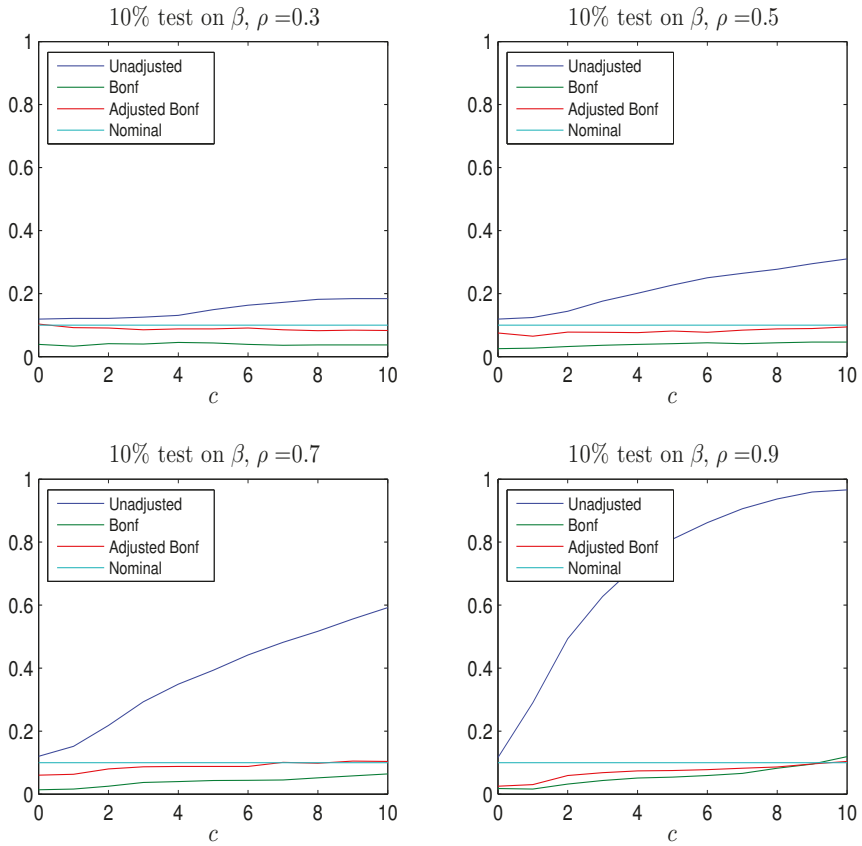 10% test on β, ρ =0.3
1
0.8
0.6
0.4
0.2
0
Unadjusted
Bonf
Adjusted Bonf
Nominal
0 2 4 6 8 10
c
10% test on β, ρ =0.5
1
0.8
0.6
0.4
0.2
0
Unadjusted
Bonf
Adjusted Bonf
Nominal
0 2 4 6 8 10
c
10% test on β, ρ =0.7
1
0.8
0.6
0.4
0.2
0
Unadjusted
Bonf
Adjusted Bonf
Nominal
0 2 4 6 8 10
c
10% test on β, ρ =0.9
1
0.8
0.6
0.4
0.2
0
Unadjusted
Bonf
Adjusted Bonf
Nominal
0 2 4 6 8 10
c